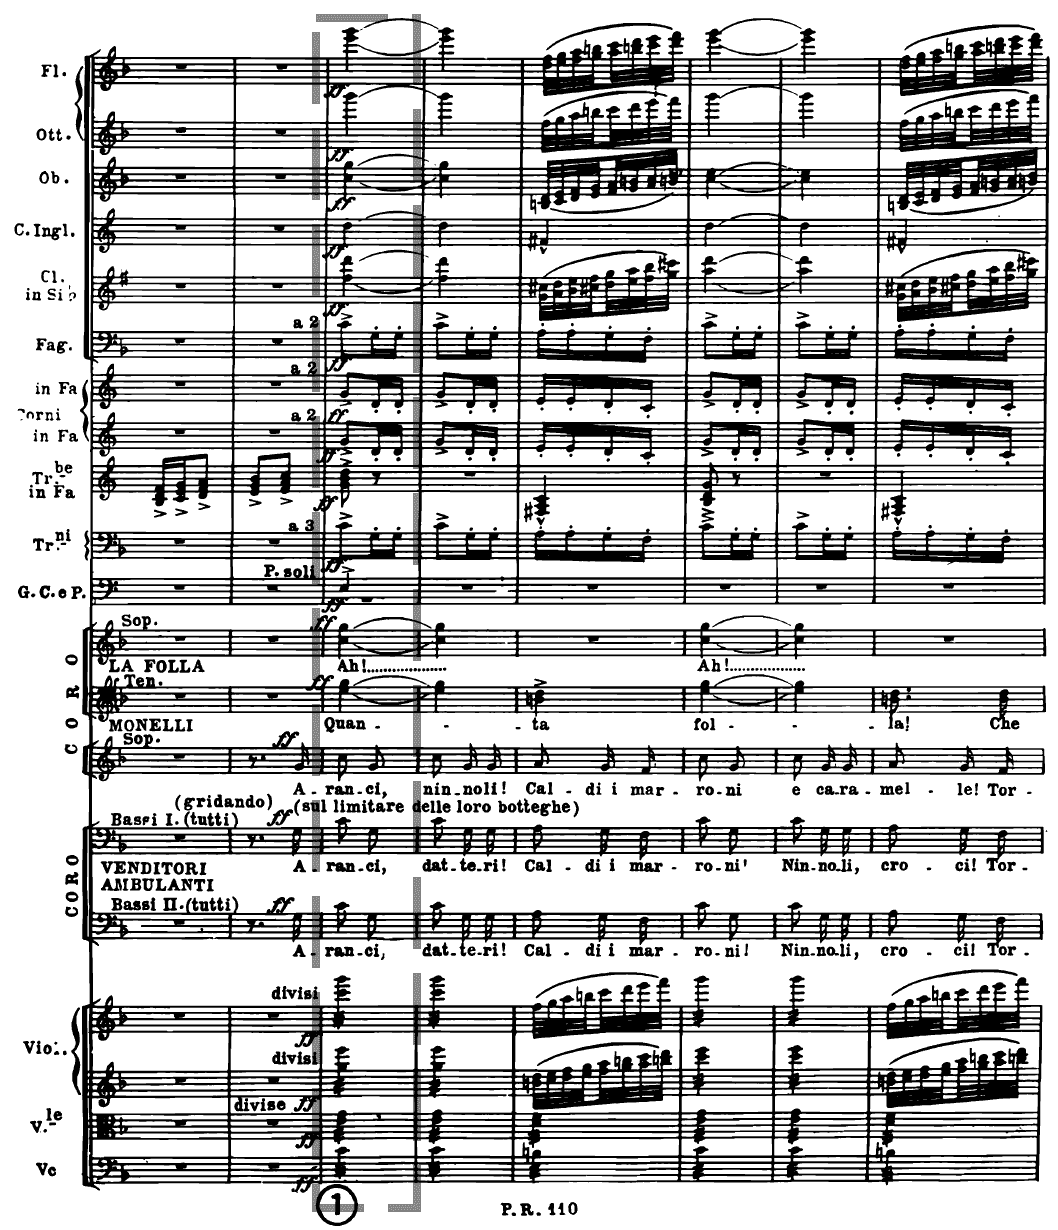 Fl.
Ott.
Ob.
C. Ingl.
Cl.
in Si b
a 2
Fag.
a 2
in Fa
Corni
a 2
in Fa
Tr.be
in Fa
a 3
Tr.ni
P. soli
G. C. e P.
Sop.
LA FOLLA
Ah!
Ah!
Ten.
MONELLI
Quan - - ta fol - - la! Che
Sop.
A - ran - ci, nin - noli! Cal - di i mar - ro - ni e ca - ra - mel - le! Tor -
(gridando) (sul limitare delle loro botteghe)
Bassi I. (tutti)
VENDITORI
AMBULANTI
A - ran - ci, dat - te - ri! Cal - di i mar - ro - ni! Nin - no - li, cro - ci! Tor -
Bassi II. (tutti)
A - ran - ci, dat - te - ri! Cal - di i mar - ro - ni! Nin - no - li, cro - ci! Tor -
CORO
CORO
divisi
Viol.
divisi
divise
V.le
Vc
1
P. R. 110